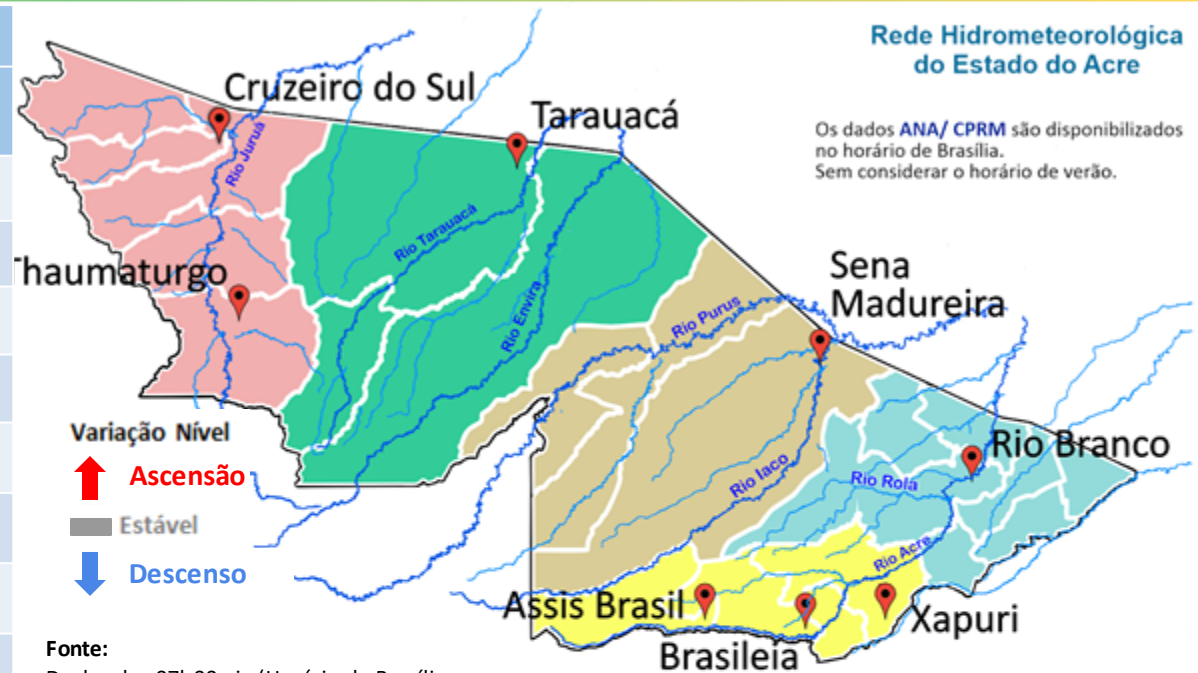 Rede Hidrometeorológica
do Estado do Acre
Os dados ANA/ CPRM são disponibilizados
no horário de Brasília.
Sem considerar o horário de verão.
Cruzeiro do Sul
Tarauacá
Rio Juruá
Rio Tarauacá
Thaumaturgo
Rio Envira
Sena
Madureira
Rio Purus
Variação Nível
Ascensão
Estável
Descenso
Rio Branco
Rio Iaco
Rio Rola
Rio Acre
Assis Brasil
Xapuri
Brasileia
Fonte: